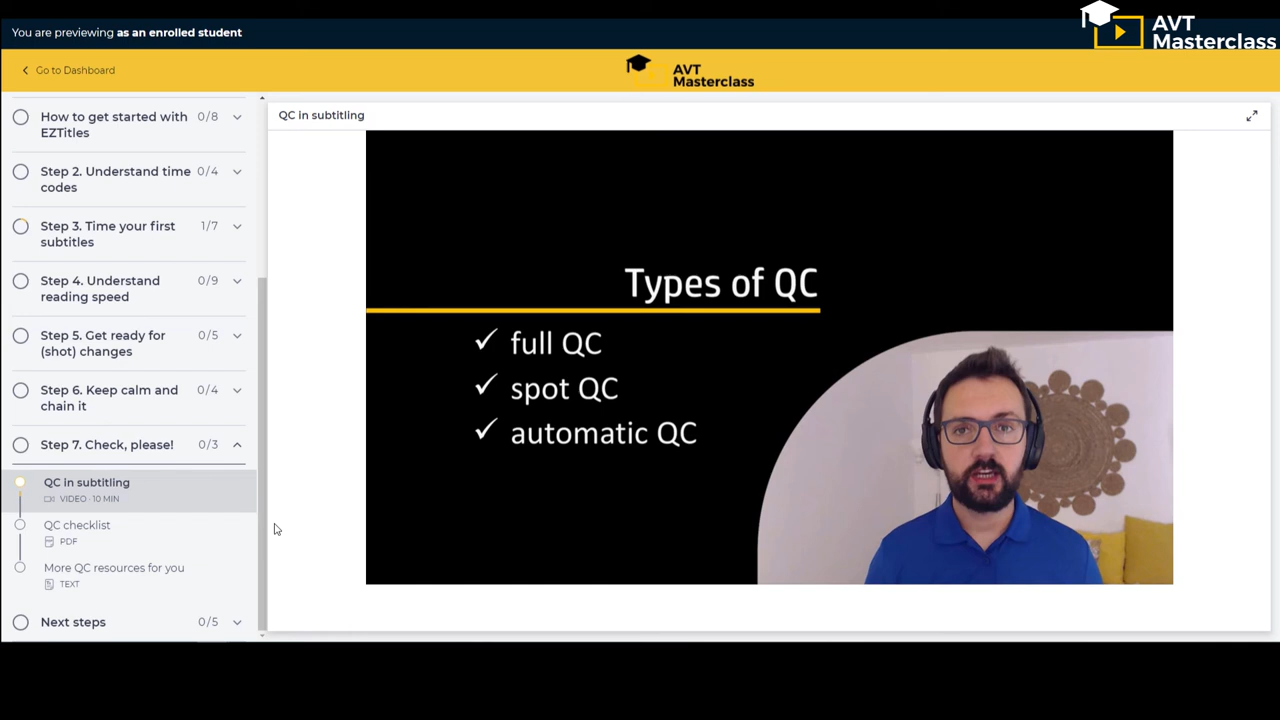 You are previewing as an enrolled student
AVT
Masterclass
Go to Dashboard
AVT
Masterclass
How to get started with
EZTitles
0/8
Step 2. Understand time
codes
0/4
Step 3. Time your first
subtitles
1/7
Step 4. Understand
reading speed
0/9
Step 5. Get ready for
(shot) changes
0/5
Step 6. Keep calm and
chain it
0/4
Step 7. Check, please!
0/3
QC in subtitling
VIDEO · 10 MIN
QC checklist
PDF
More QC resources for you
TEXT
Next steps
0/5
QC in subtitling
Types of QC
✓ full QC
✓ spot QC
✓ automatic QC